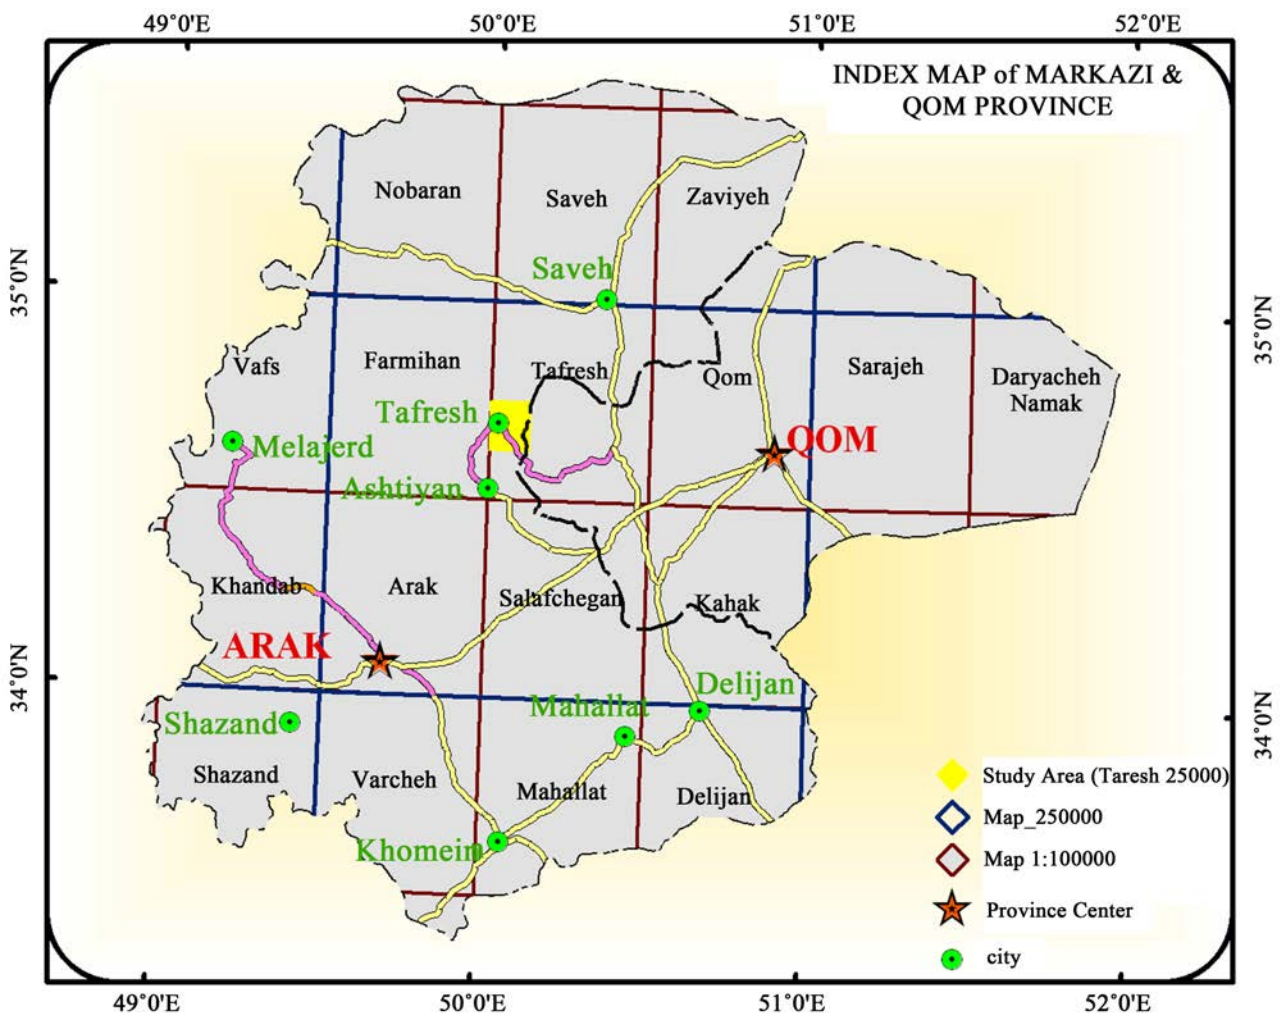 49°0'E 50°0'E 51°0'E 52°0'E
INDEX MAP of MARKAZI &
QOM PROVINCE
Nobaran
Saveh
Zaviyeh
35°0'N
Saveh
35°0'N
Vafs
Farmihan
Tafresh
Qom
Sarajeh
Daryacheh
Namak
Tafresh
Melajerd
QOM
Ashtiyan
Khandab
Arak
Salafchegan
Kahak
ARAK
34°0'N
Delijan
Mahallat
34°0'N
Shazand
Shazand
Varcheh
Mahallat
Delijan
Khomein
Study Area (Taresh 25000)
Map_250000
Map 1:100000
Province Center
city
49°0'E 50°0'E 51°0'E 52°0'E